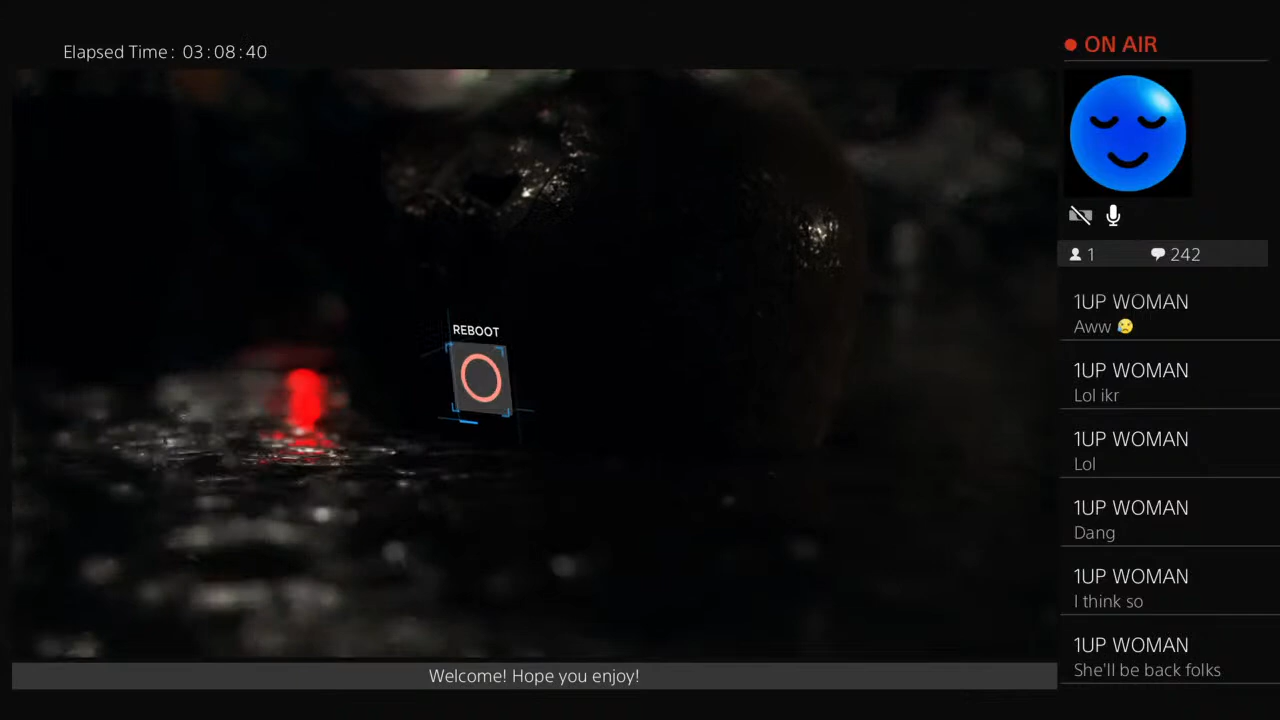 Elapsed Time: 03:08:40
ON AIR
1
242
REBOOT
1UP WOMAN
Aww 😢
1UP WOMAN
Lol ikr
1UP WOMAN
Lol
1UP WOMAN
Dang
1UP WOMAN
I think so
1UP WOMAN
She'll be back folks
Welcome! Hope you enjoy!